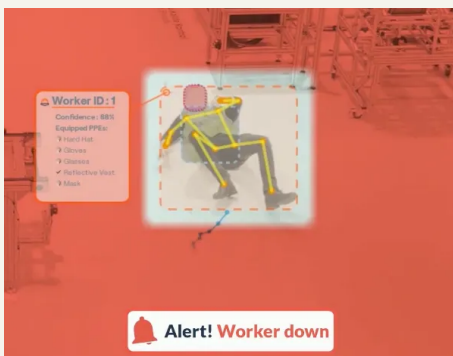 Worker ID : 1
Confidence : 98%
Equipped PPEs:
Hard Hat
Gloves
Glasses
Reflective Vest
Mask
Alert! Worker down